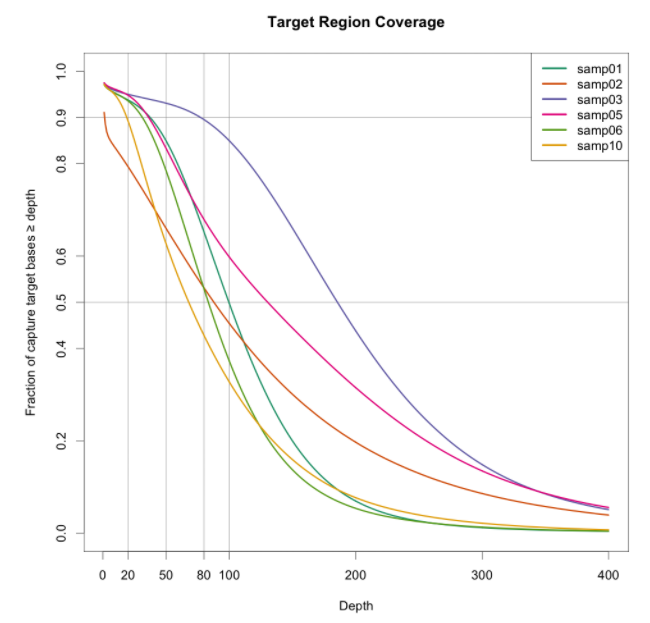 Target Region Coverage
samp01
samp02
samp03
samp05
samp06
samp10
Fraction of capture target bases ≥ depth
1.0
0.9
0.8
0.6
0.5
0.4
0.2
0.0
0 20 50 80 100 200 300 400
Depth